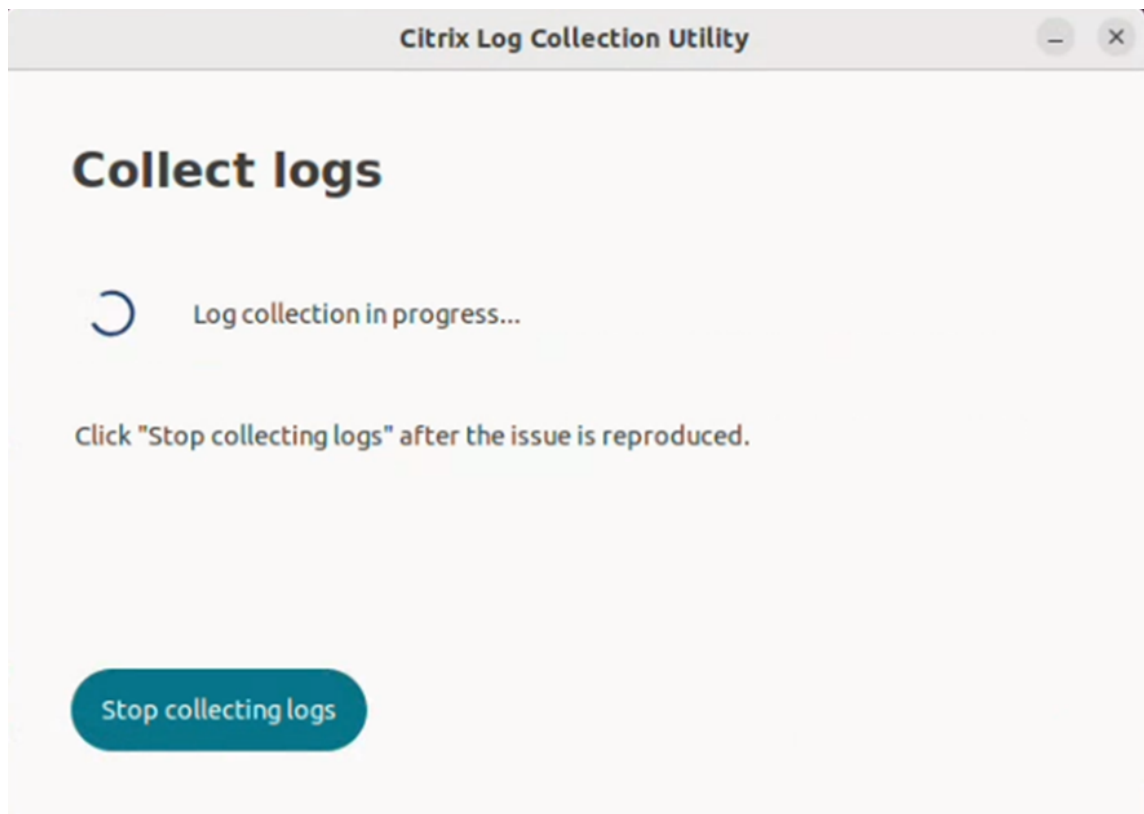 Citrix Log Collection Utility
Collect logs
Log collection in progress...
Click "Stop collecting logs" after the issue is reproduced.
Stop collecting logs